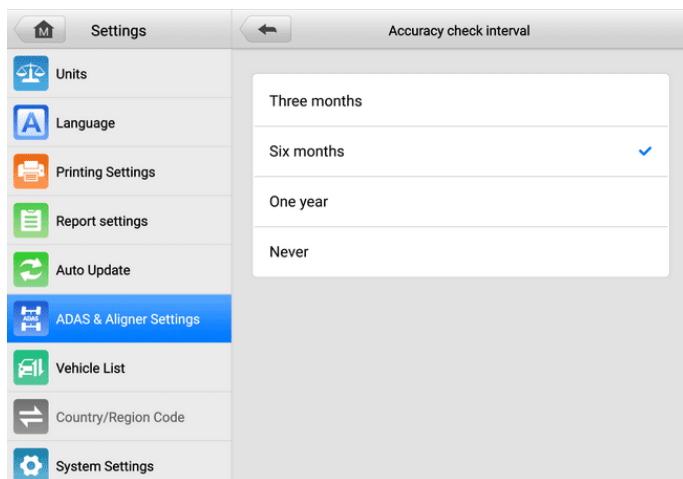 M
Settings
Accuracy check interval
Units
A
Language
Printing Settings
Report settings
Auto Update
ADAS
ADAS & Aligner Settings
Vehicle List
Country/Region Code
System Settings
Three months
Six months
One year
Never